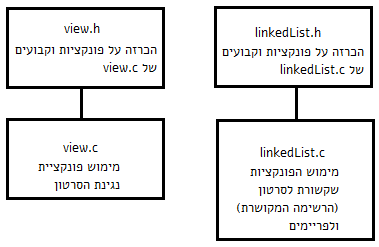 view.h
הכרזה על פונקציות וקבועים
של view.c
linkedList.h
הכרזה על פונקציות וקבועים
של linkedList.c
view.c
מימוש פונקציית
נגינת הסרטון
linkedList.c
מימוש הפונקציות
שקשורת לסרטון
(הרשימה המקושרת)
ולפריימים